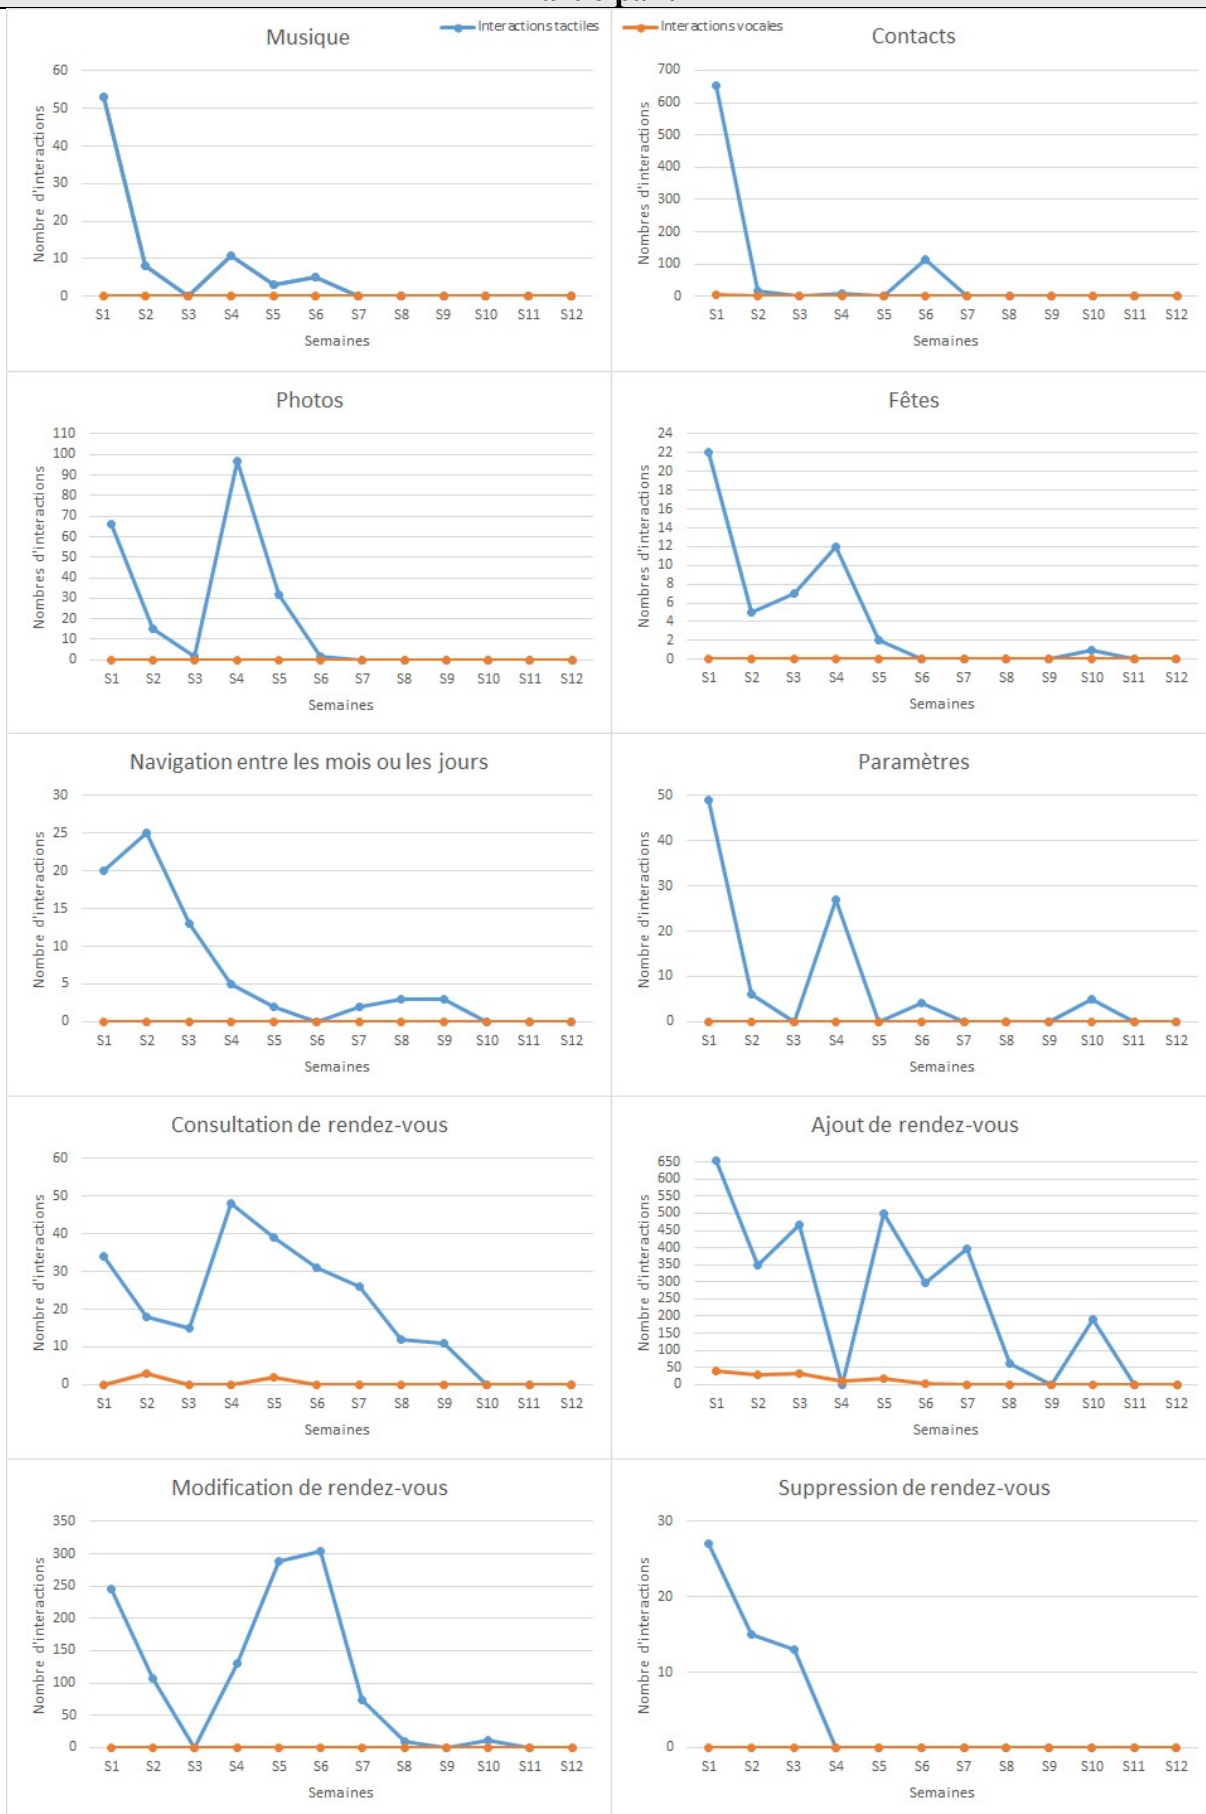 Musique
Interactions tactiles
Interactions vocales
Contacts
Nombre d'interactions
60
50
40
30
20
10
0
S1 S2 S3 S4 S5 S6 S7 S8 S9 S10 S11 S12
Semaines
Nombres d'interactions
700
600
500
400
300
200
100
0
S1 S2 S3 S4 S5 S6 S7 S8 S9 S10 S11 S12
Semaines
Photos
Nombres d'interactions
110
100
90
80
70
60
50
40
30
20
10
0
S1 S2 S3 S4 S5 S6 S7 S8 S9 S10 S11 S12
Semaines
Fêtes
Nombres d'interactions
24
22
20
18
16
14
12
10
8
6
4
2
0
S1 S2 S3 S4 S5 S6 S7 S8 S9 S10 S11 S12
Semaines
Navigation entre les mois ou les jours
Nombre d'interactions
30
25
20
15
10
5
0
S1 S2 S3 S4 S5 S6 S7 S8 S9 S10 S11 S12
Semaines
Paramètres
Nombre d'interactions
50
40
30
20
10
0
S1 S2 S3 S4 S5 S6 S7 S8 S9 S10 S11 S12
Semaines
Consultation de rendez-vous
Nombre d'interactions
60
50
40
30
20
10
0
S1 S2 S3 S4 S5 S6 S7 S8 S9 S10 S11 S12
Semaines
Ajout de rendez-vous
Nombre d'interactions
650
600
550
500
450
400
350
300
250
200
150
100
50
0
S1 S2 S3 S4 S5 S6 S7 S8 S9 S10 S11 S12
Semaines
Modification de rendez-vous
Nombre d'interactions
350
300
250
200
150
100
50
0
S1 S2 S3 S4 S5 S6 S7 S8 S9 S10 S11 S12
Semaines
Suppression de rendez-vous
Nombre d'interactions
30
20
10
0
S1 S2 S3 S4 S5 S6 S7 S8 S9 S10 S11 S12
Semaines